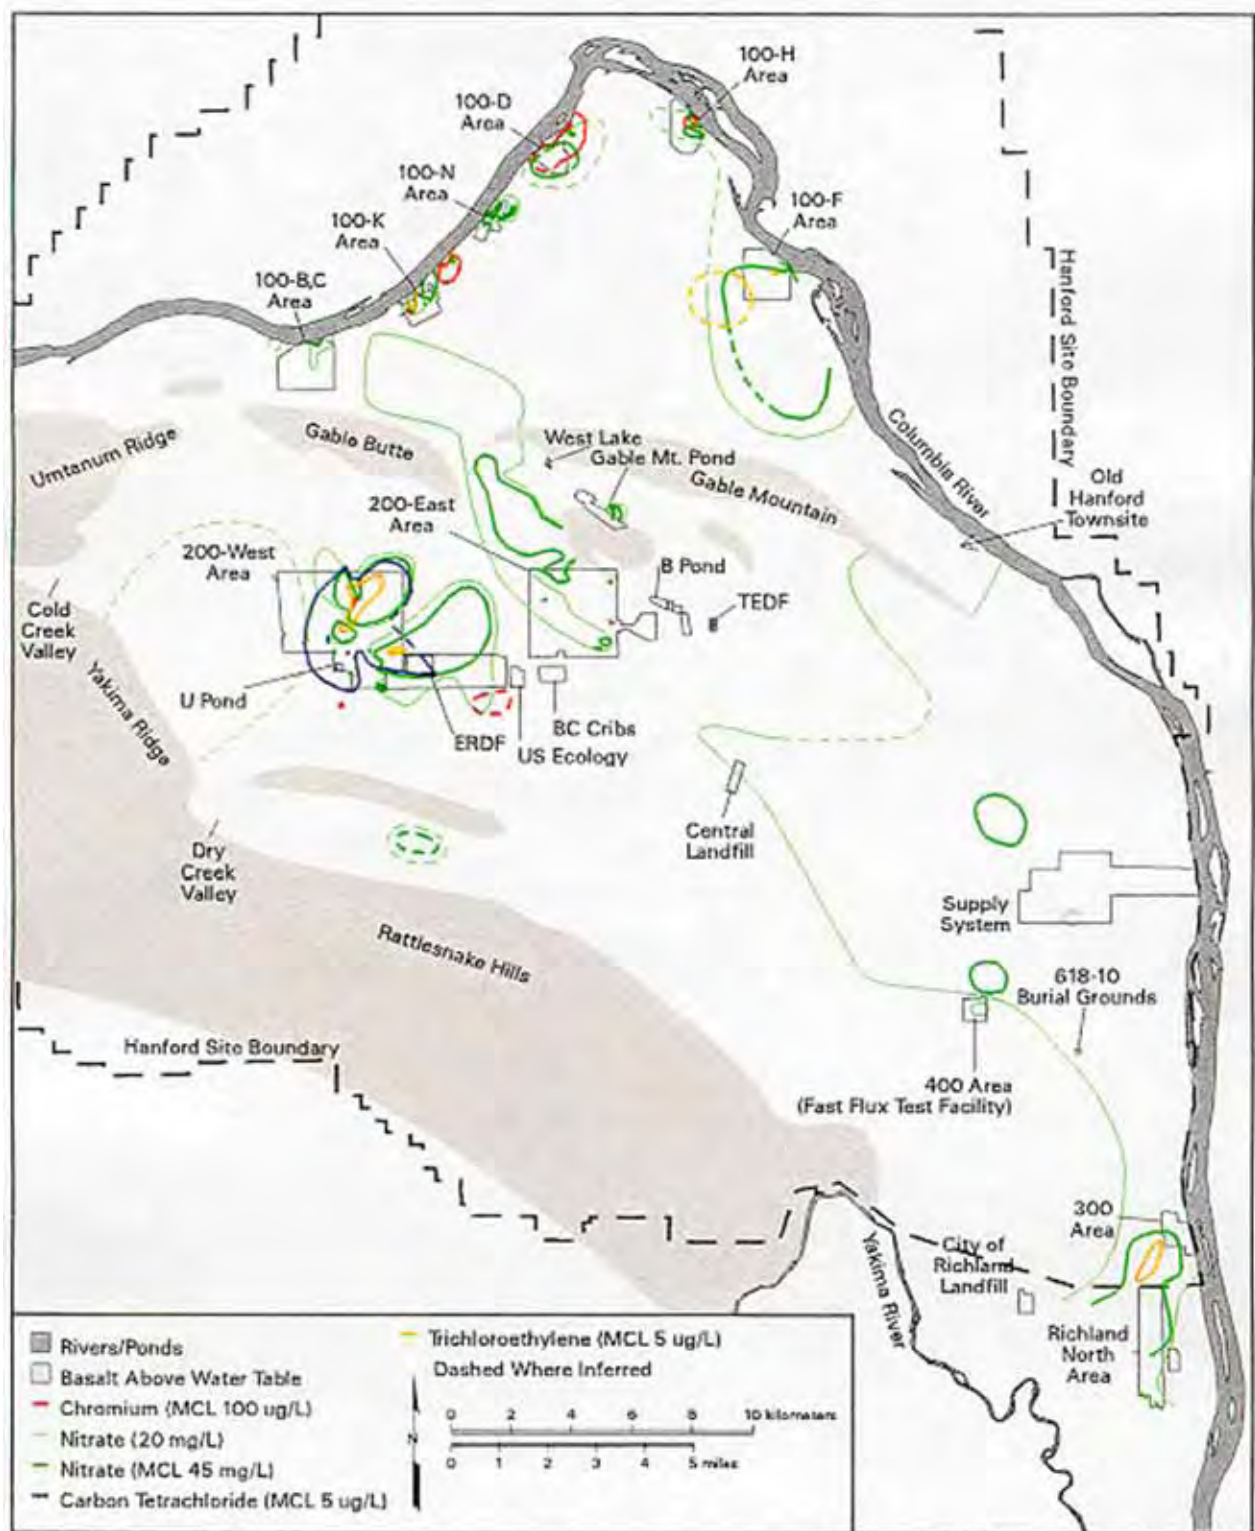 100-H
Area
100-D
Area
100-N
Area
100-F
Area
100-K
Area
100-B,C
Area
Hanford Site Boundary
Columbia River
Umtanum Ridge
Gable Butte
West Lake
Gable Mt. Pond
Gable Mountain
Old
Hanford
Townsite
200-East
Area
200-West
Area
B Pond
TEDF
Cold
Creek
Valley
Yakima Ridge
U Pond
ERDF
BC Cribs
US Ecology
Central
Landfill
Dry
Creek
Valley
Supply
System
Rattlesnake Hills
618-10
Burial Grounds
Hanford Site Boundary
400 Area
(Fast Flux Test Facility)
300
Area
City of
Richland
Landfill
Yakima River
Richland
North
Area
Rivers/Ponds
Basalt Above Water Table
Chromium (MCL 100 ug/L)
Nitrate (20 mg/L)
Nitrate (MCL 45 mg/L)
Carbon Tetrachloride (MCL 5 ug/L)
Trichloroethylene (MCL 5 ug/L)
Dashed Where Inferred
N
0 2 4 6 8 10 kilometers
0 1 2 3 4 5 miles